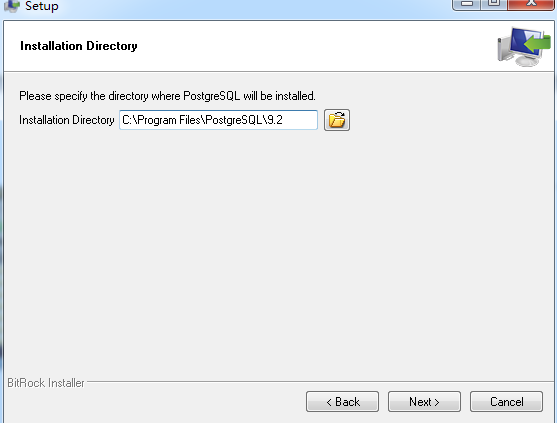 Setup
Installation Directory
Please specify the directory where PostgreSQL will be installed.
Installation Directory C:\Program Files\PostgreSQL\9.2
BitRock Installer
< Back Next > Cancel